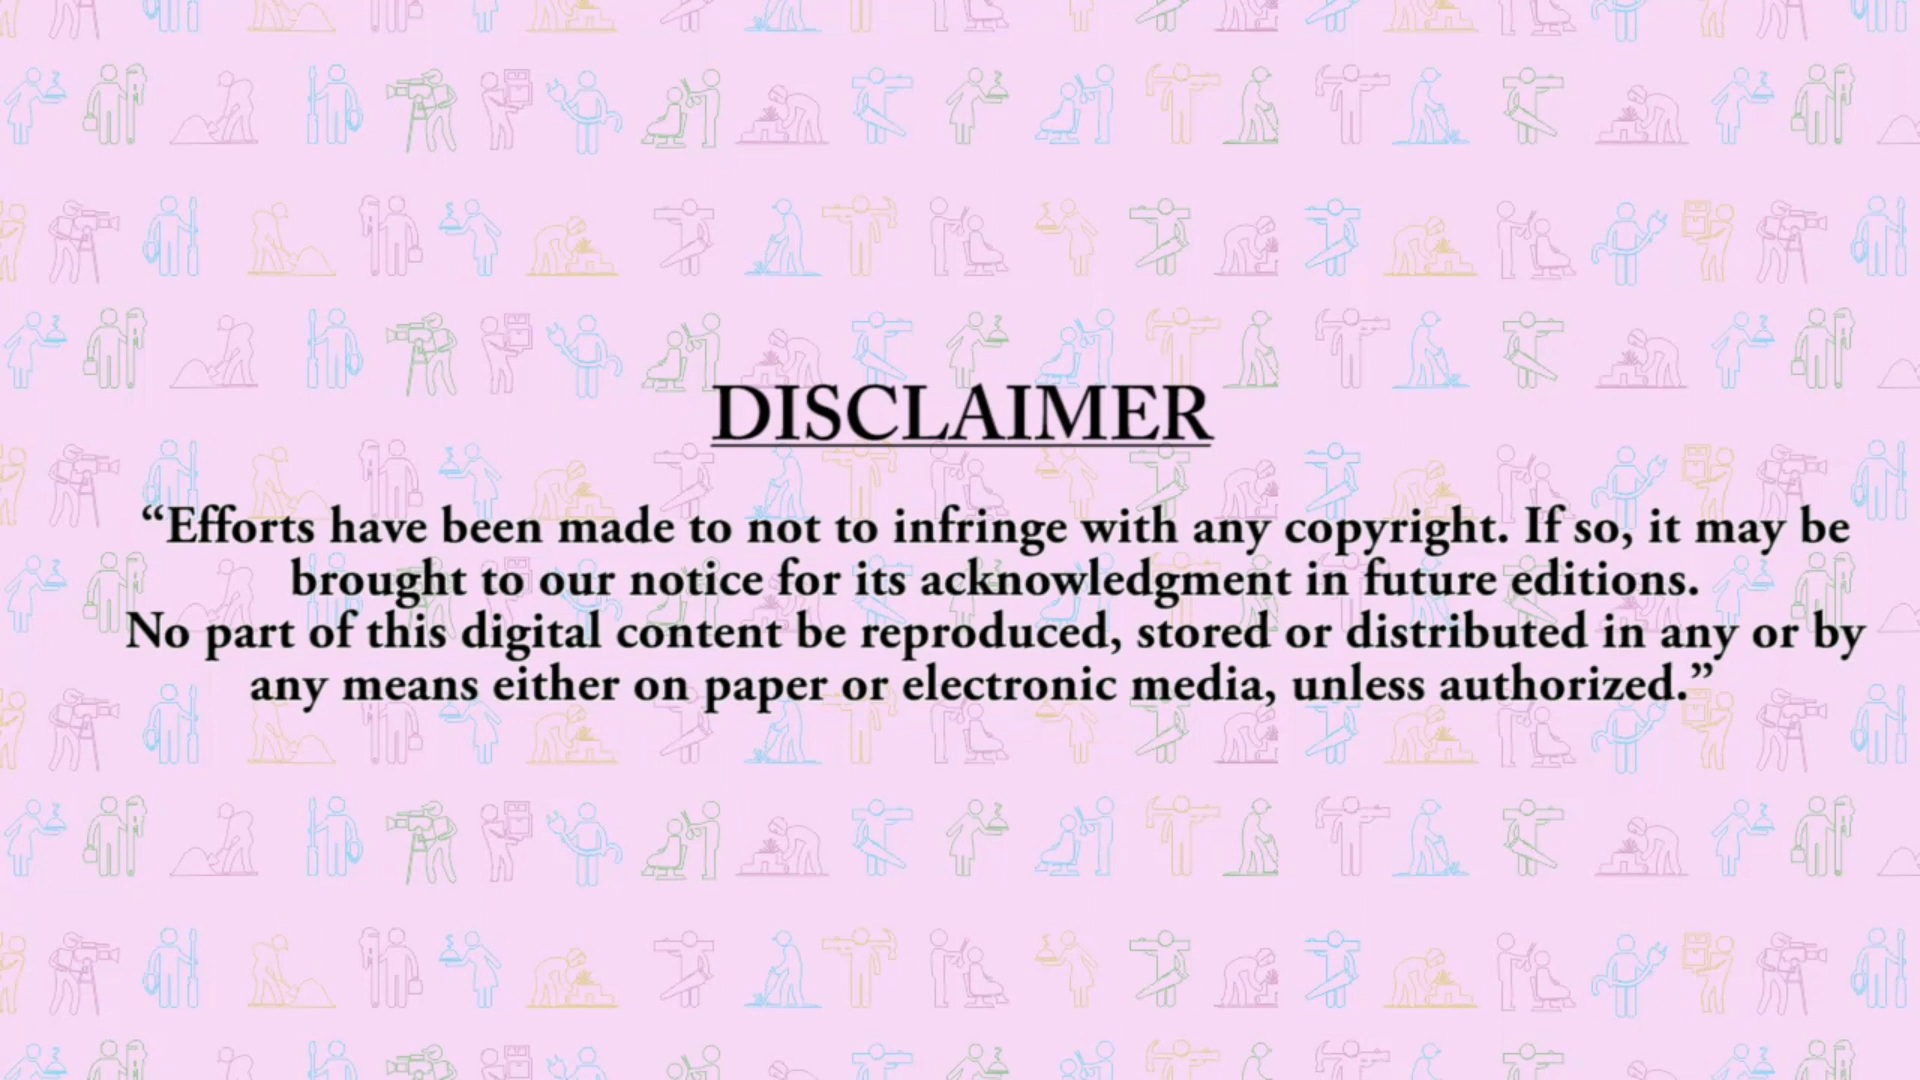 DISCLAIMER
“Efforts have been made to not to infringe with any copyright. If so, it may be
brought to our notice for its acknowledgment in future editions.
No part of this digital content be reproduced, stored or distributed in any or by
any means either on paper or electronic media, unless authorized.”